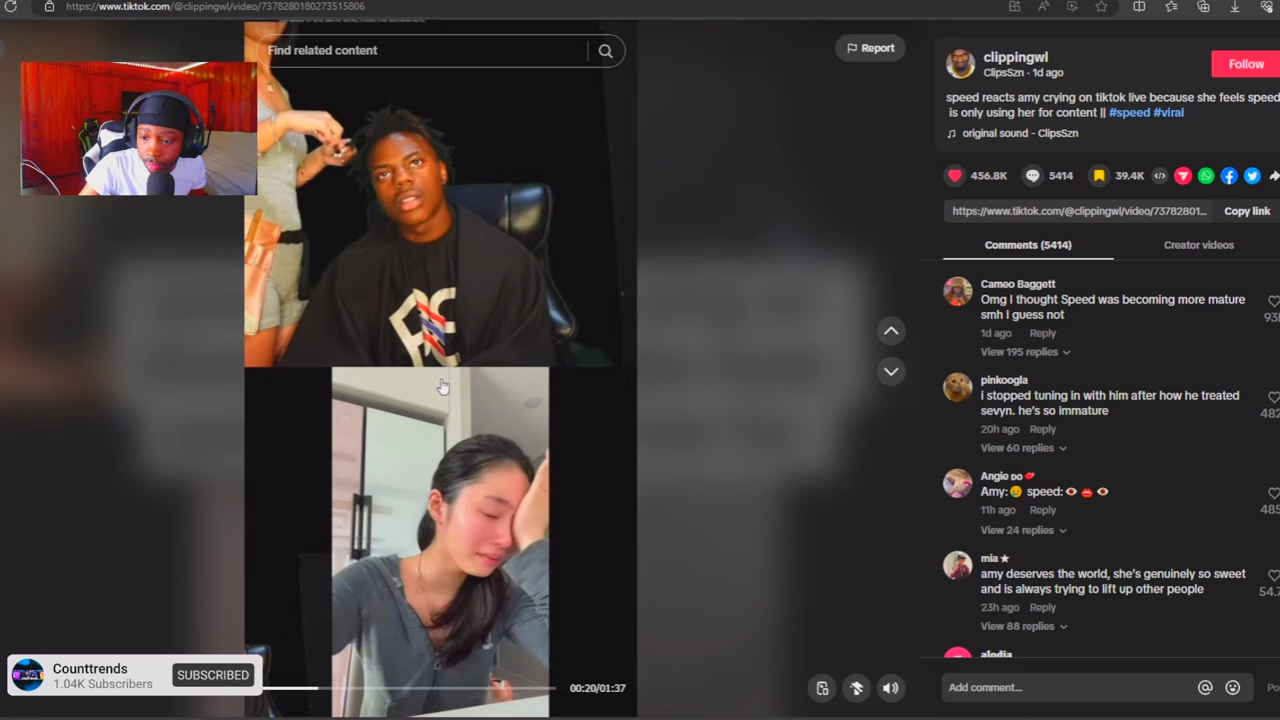 https://www.tiktok.com/@clippingwl/video/7378280180273515806
Find related content
Report
clippingwl
ClipsSzn · 1d ago
Follow
speed reacts amy crying on tiktok live because she feels speed
is only using her for content || #speed #viral
original sound - ClipsSzn
456.8K
5414
39.4K
https://www.tiktok.com/@clippingwl/video/73782801...
Copy link
Comments (5414)
Creator videos
Cameo Baggett
Omg I thought Speed was becoming more mature
smh I guess not
1d ago
Reply
View 195 replies
pinkoogla
i stopped tuning in with him after how he treated
sevyn. he's so immature
482
20h ago
Reply
View 60 replies
Angie DO
Amy:😥 speed:👁️👄👁️
485
11h ago
Reply
View 24 replies
mia★
amy deserves the world, she's genuinely so sweet
and is always trying to lift up other people
54.7
23h ago
Reply
View 88 replies
alodia
Add comment...
Po
Counttrends
1.04K Subscribers
SUBSCRIBED
00:20/01:37